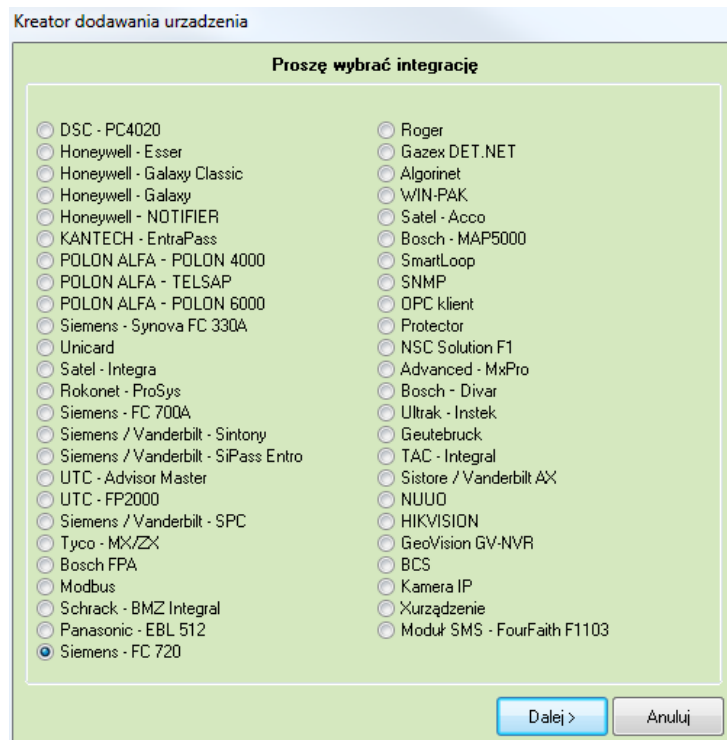 Kreator dodawania urzadzenia
Proszę wybrać integrację
DSC - PC4020
Honeywell - Esser
Honeywell - Galaxy Classic
Honeywell - Galaxy
Honeywell - NOTIFIER
KANTECH - EntraPass
POLON ALFA - POLON 4000
POLON ALFA - TELSAP
POLON ALFA - POLON 6000
Siemens - Synova FC 330A
Unicard
Satel - Integra
Rokonet - ProSys
Siemens - FC 700A
Siemens / Vanderbilt - Sintony
Siemens / Vanderbilt - SiPass Entro
UTC - Advisor Master
UTC - FP2000
Siemens / Vanderbilt - SPC
Tyco - MX/ZX
Bosch FPA
Modbus
Schrack - BMZ Integral
Panasonic - EBL 512
Siemens - FC 720
Roger
Gazex DET.NET
Algorinet
WIN-PAK
Satel - Acco
Bosch - MAP5000
SmartLoop
SNMP
OPC klient
Protector
NSC Solution F1
Advanced - MxPro
Bosch - Divar
Ultrak - Instek
Geutebruck
TAC - Integral
Sistore / Vanderbilt AX
NUUO
HIKVISION
GeoVision GV-NVR
BCS
Kamera IP
Xurządzenie
Moduł SMS - FourFaith F1103
Dalej >
Anuluj